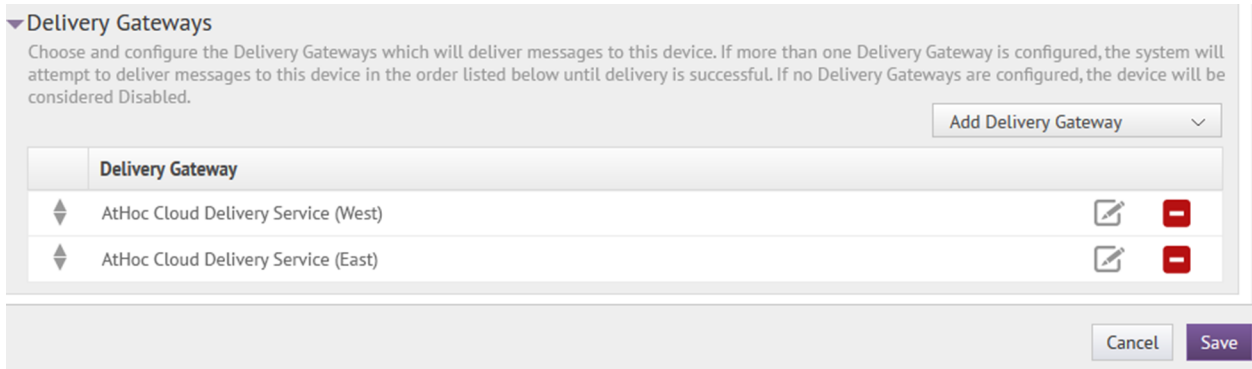 Delivery Gateways
Choose and configure the Delivery Gateways which will deliver messages to this device. If more than one Delivery Gateway is configured, the system will
attempt to deliver messages to this device in the order listed below until delivery is successful. If no Delivery Gateways are configured, the device will be
considered Disabled.
Add Delivery Gateway
Delivery Gateway
AtHoc Cloud Delivery Service (West)
AtHoc Cloud Delivery Service (East)
Cancel Save